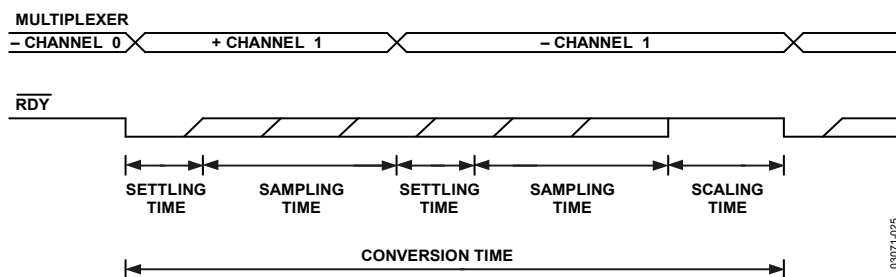 MULTIPLEXER
– CHANNEL 0
+ CHANNEL 1
– CHANNEL 1
RDY
SETTLING TIME
SAMPLING TIME
SETTLING TIME
SAMPLING TIME
SCALING TIME
CONVERSION TIME
03071-025